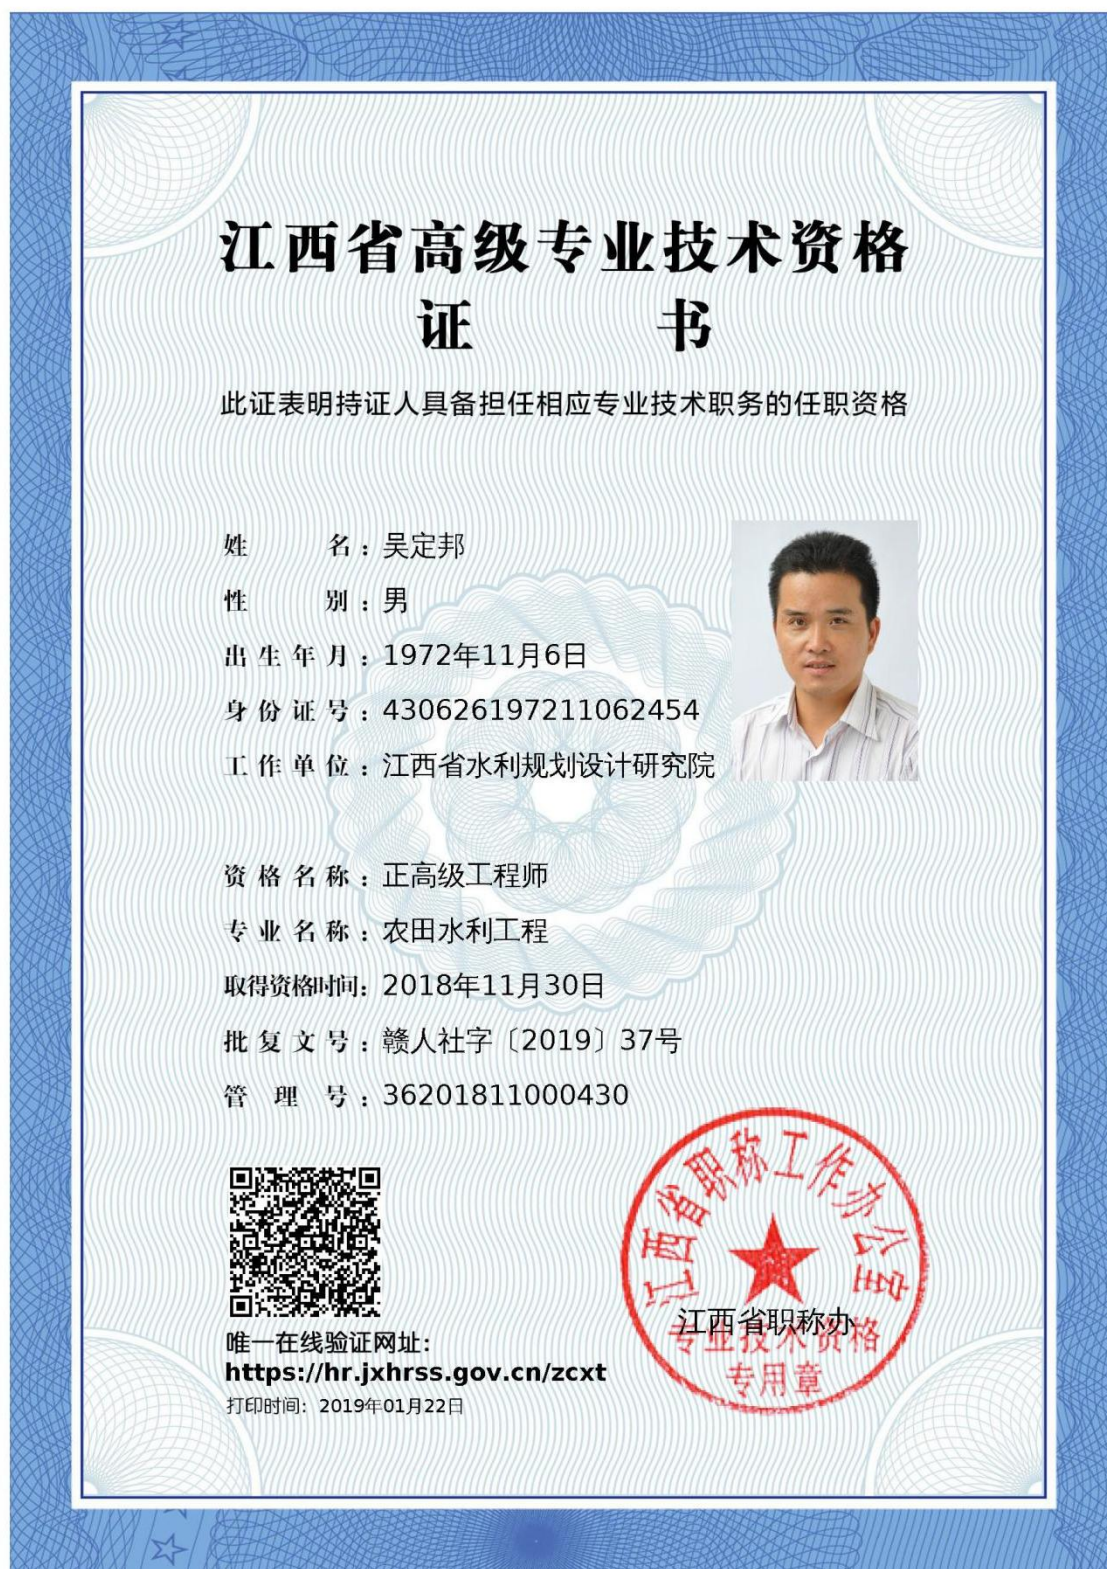 江西省高级专业技术资格
证 书
此证表明持证人具备担任相应专业技术职务的任职资格
姓 名：吴定邦
性 别：男
出生年月：1972年11月6日
身份证号：430626197211062454
工作单位：江西省水利规划设计研究院
资格名称：正高级工程师
专业名称：农田水利工程
取得资格时间：2018年11月30日
批复文号：赣人社字〔2019〕37号
管 理 号：36201811000430
江西省职称工作办公室
江西省职称办
专业技术资格
专用章
唯一在线验证网址：
https://hr.jxhrss.gov.cn/zcxt
打印时间：2019年01月22日